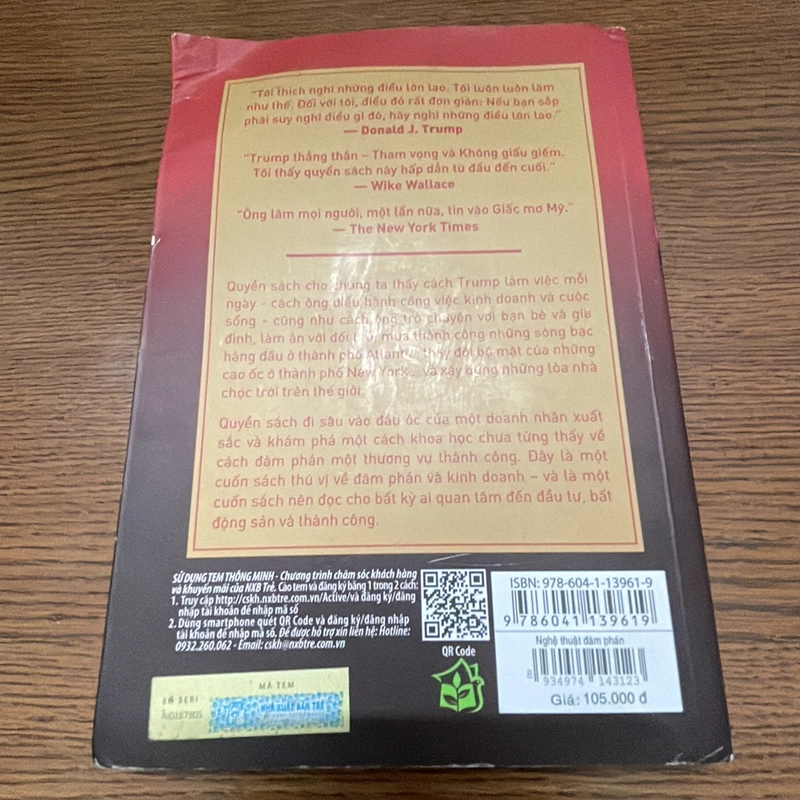 "Tôi thích nghĩ những điều lớn lao. Tôi luôn luôn làm
như thế. Đối với tôi, điều đó rất đơn giản: Nếu bạn sắp
phải suy nghĩ điều gì đó, hãy nghĩ những điều lớn lao."
— Donald J. Trump
"Trump thẳng thắn – Tham vọng và Không giấu giếm.
Tôi thấy quyển sách này hấp dẫn từ đầu đến cuối."
— Wike Wallace
"Ông làm mọi người, một lần nữa, tin vào Giấc mơ Mỹ."
— The New York Times
Quyển sách cho chúng ta thấy cách Trump làm việc mỗi
ngày - cách ông điều hành công việc kinh doanh và cuộc
sống - cũng như cách ông trò chuyện với bạn bè và gia
đình, làm ăn với đối thủ, mua thành công những sòng bạc
hàng đầu ở thành phố Atlantic, thay đổi bộ mặt của những
cao ốc ở thành phố New York... và xây dựng những tòa nhà
chọc trời trên thế giới.
Quyển sách đi sâu vào đầu óc của một doanh nhân xuất
sắc và khám phá một cách khoa học chưa từng thấy về
cách đàm phán một thương vụ thành công. Đây là một
cuốn sách thú vị về đàm phán và kinh doanh – và là một
cuốn sách nên đọc cho bất kỳ ai quan tâm đến đầu tư, bất
động sản và thành công.
SỬ DỤNG TEM THÔNG MINH - Chương trình chăm sóc khách hàng
và khuyến mãi của NXB Trẻ. Cào tem và đăng ký bằng 1 trong 2 cách:
1. Truy cập http://cskh.nxbtre.com.vn/Active/và đăng ký/đăng
nhập tài khoản để nhập mã số
2. Dùng smartphone quét QR Code và đăng ký/đăng nhập
tài khoản để nhập mã số. Để được hỗ trợ xin liên hệ: Hotline:
0932.260.062 - Email: cskh@nxbtre.com.vn
QR Code
ISBN: 978-604-1-13961-9
9 786041 139619
Nghệ thuật đàm phán
8 934974 143123
Giá: 105.000 đ
MÃ TEM
SỐ SERI
NHÀ XUẤT BẢN TRẺ